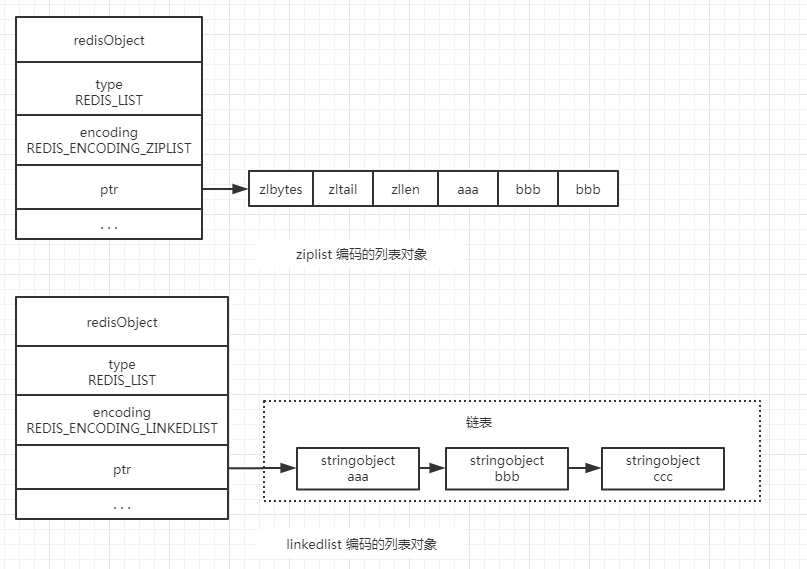 redisObject
type
REDIS_LIST
encoding
REDIS_ENCODING_ZIPLIST
ptr
. . .
zlbytes zltail zllen aaa bbb bbb
ziplist 编码的列表对象
redisObject
type
REDIS_LIST
encoding
REDIS_ENCODING_LINKEDLIST
ptr
. . .
链表
stringobject stringobject stringobject
aaa bbb ccc
linkedlist 编码的列表对象